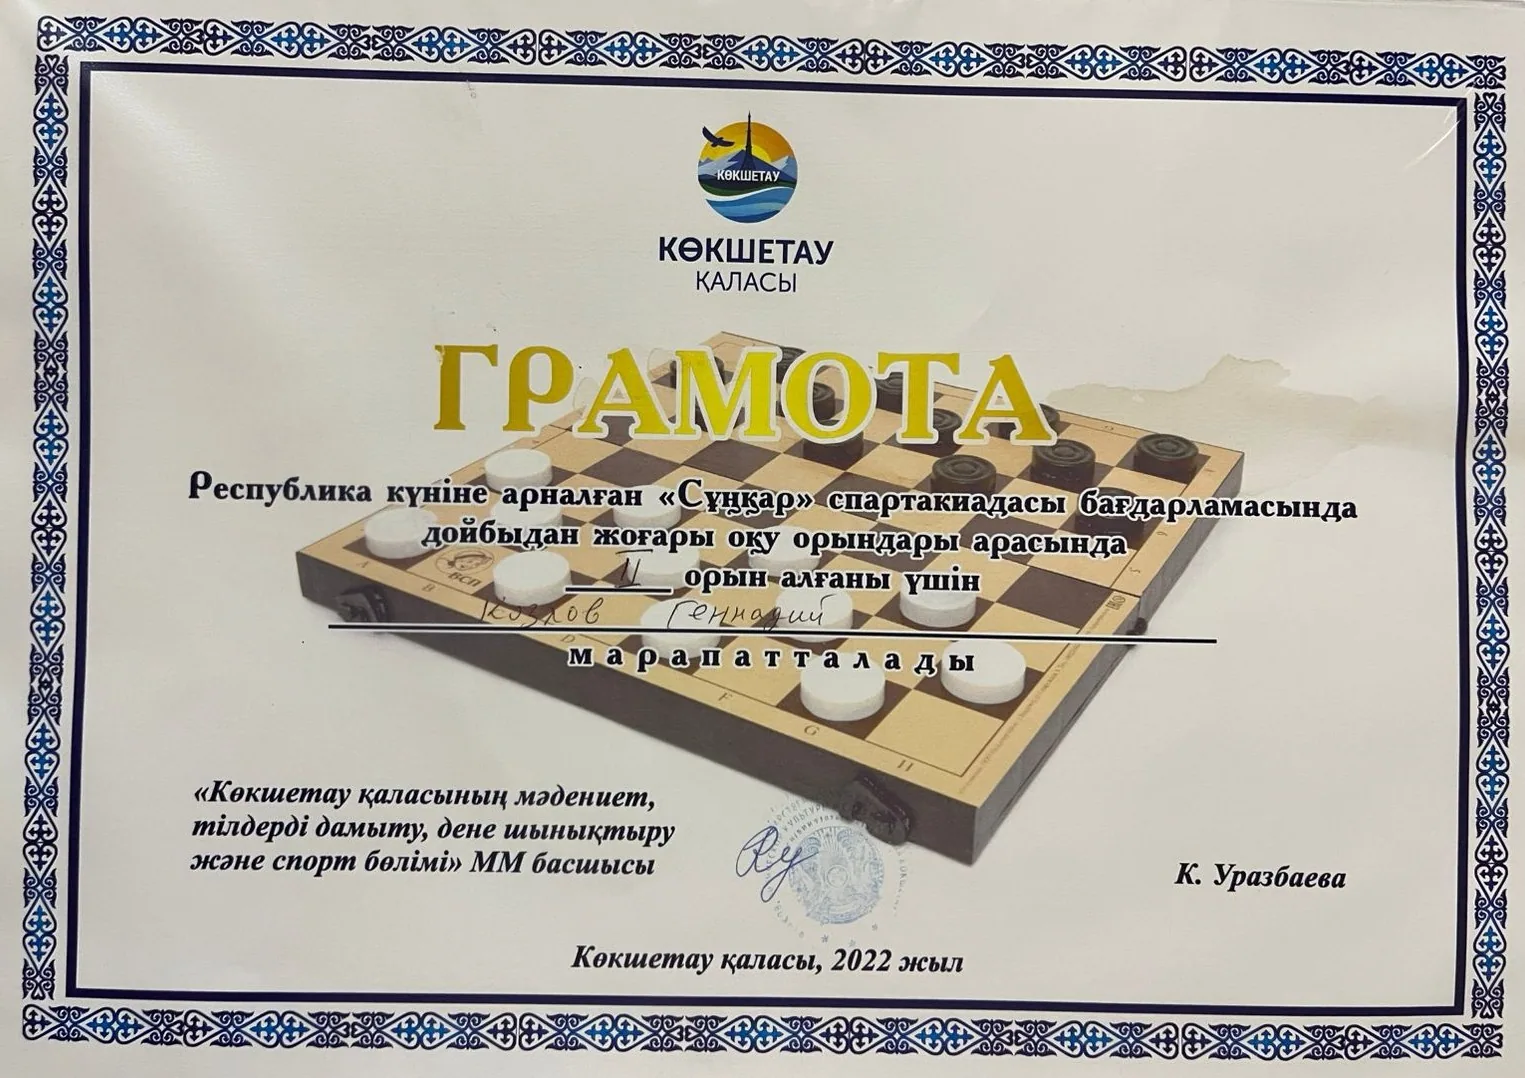 КӨКШЕТАУ
КӨКШЕТАУ
ҚАЛАСЫ
ГРАМОТА
Республика күніне арналған «Сұңқар» спартакиадасы бағдарламасында
дойбыдан жоғары оқу орындары арасында
II орын алғаны үшін
Козлов Геннадий
марапатталады
A
B
БСП
D
F
G
H
«Көкшетау қаласының мәдениет,
тілдерді дамыту, дене шынықтыру
және спорт бөлімі» ММ басшысы
К. Уразбаева
Көкшетау қаласы, 2022 жыл